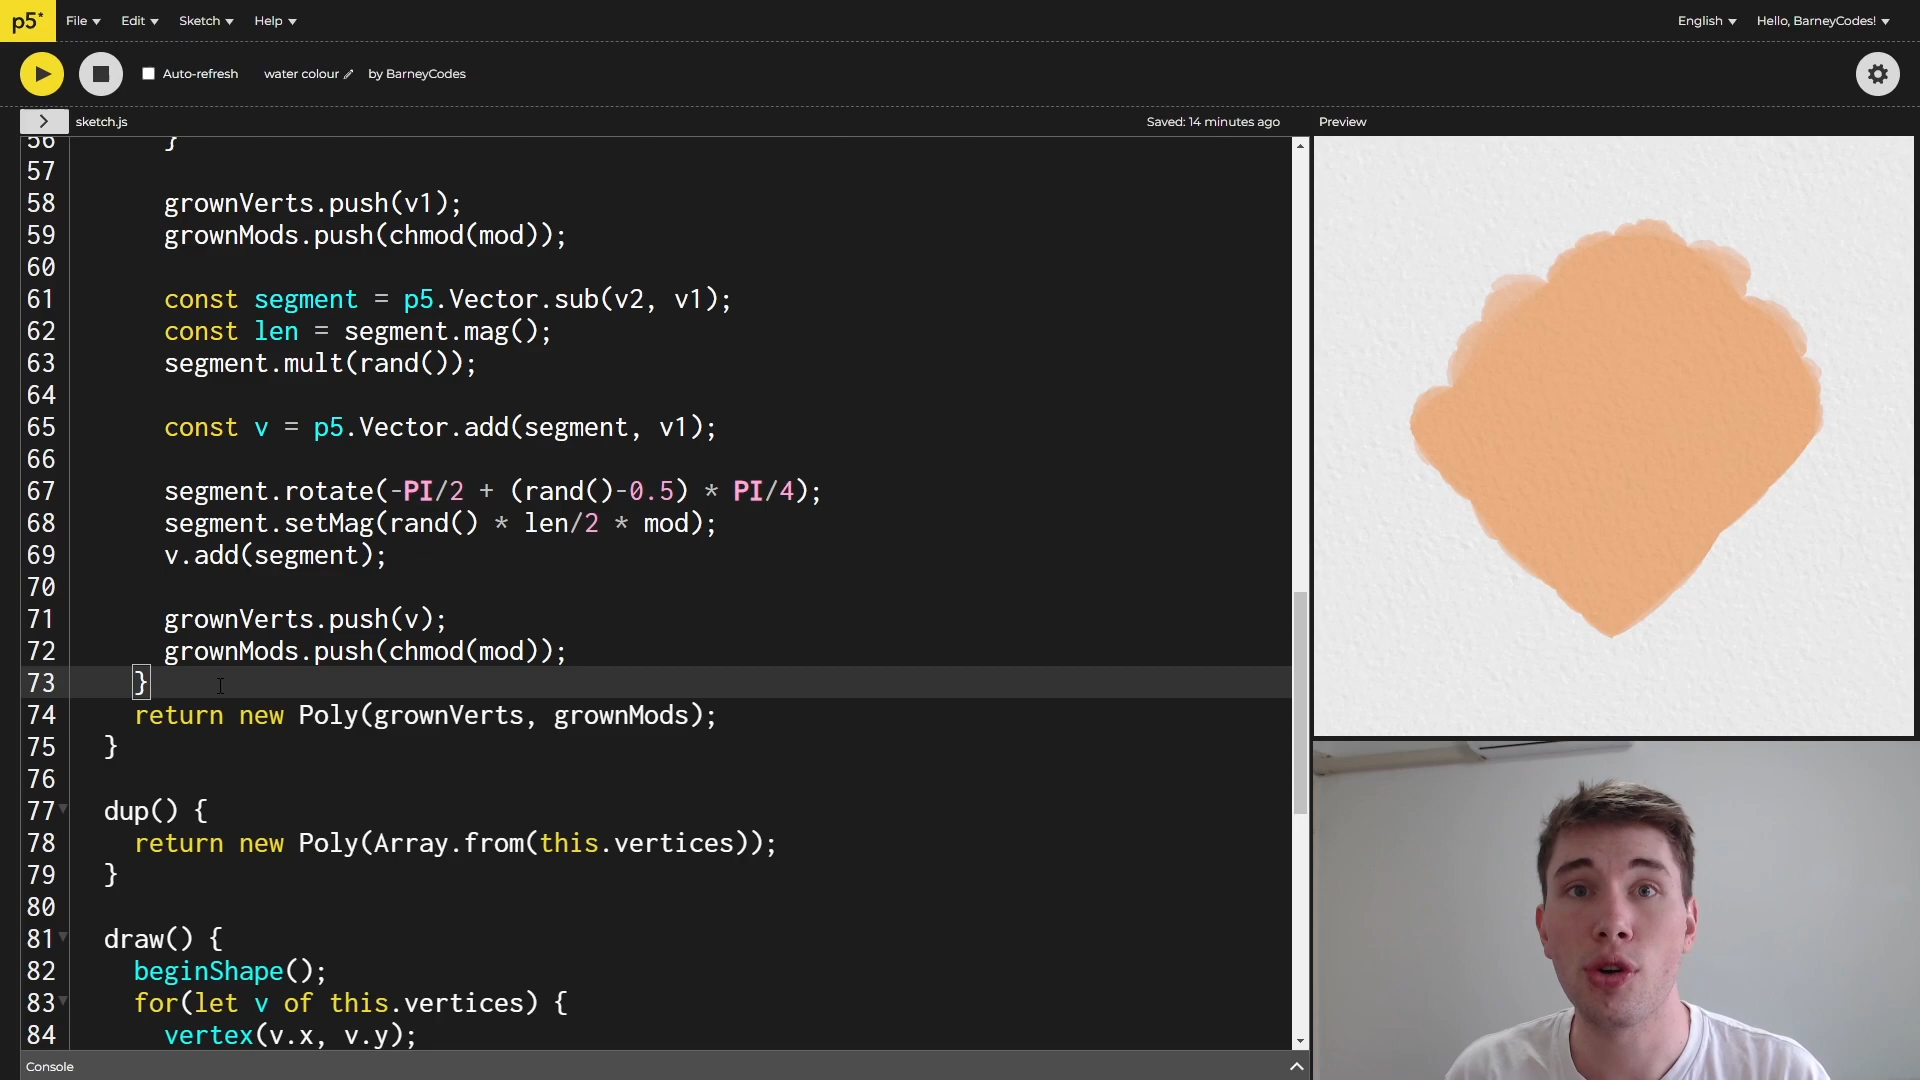 p5*
File
Edit
Sketch
Help
English
Hello, BarneyCodes!
Auto-refresh
water colour
by BarneyCodes
sketch.js
Saved: 14 minutes ago
Preview
56 }
57
58 grownVerts.push(v1);
59 grownMods.push(chmod(mod));
60
61 const segment = p5.Vector.sub(v2, v1);
62 const len = segment.mag();
63 segment.mult(rand());
64
65 const v = p5.Vector.add(segment, v1);
66
67 segment.rotate(-PI/2 + (rand()-0.5) * PI/4);
68 segment.setMag(rand() * len/2 * mod);
69 v.add(segment);
70
71 grownVerts.push(v);
72 grownMods.push(chmod(mod));
73 }
74 return new Poly(grownVerts, grownMods);
75 }
76
77 dup() {
78 return new Poly(Array.from(this.vertices));
79 }
80
81 draw() {
82 beginShape();
83 for(let v of this.vertices) {
84 vertex(v.x, v.y);
Console